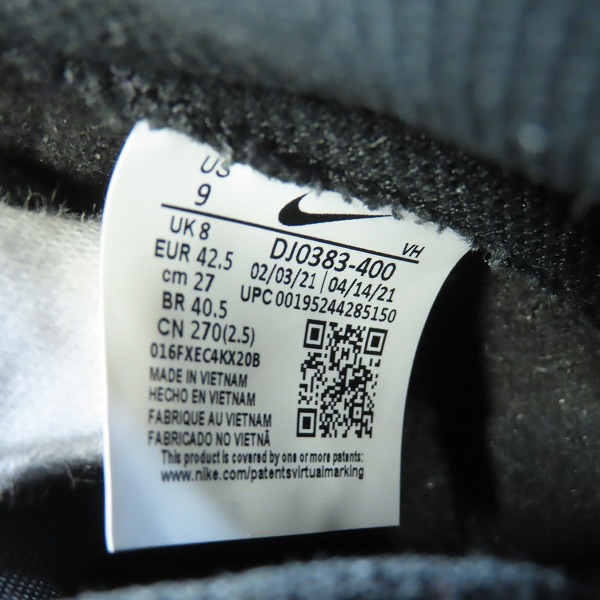 US
9
VH
UK 8
EUR 42.5
cm 27
BR 40.5
CN 270(2.5)
DJ0383-400
02/03/21 | 04/14/21
UPC 00195244285150
016FXEC4KX20B
MADE IN VIETNAM
HECHO EN VIETNAM
FABRIQUE AU VIETNAM
FABRICADO NO VIETNÃ
This product is covered by one or more patents:
www.nike.com/patentsvirtualmarking